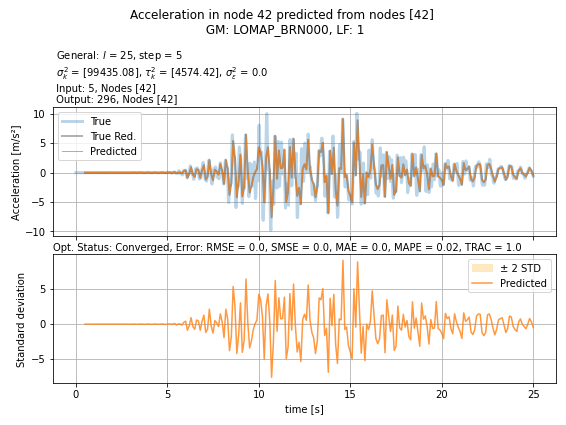 Acceleration in node 42 predicted from nodes [42]
GM: LOMAP_BRN000, LF: 1
General: l = 25, step = 5
σ²ₖ = [99435.08], τ²ₖ = [4574.42], σ²ₜ = 0.0
Input: 5, Nodes [42]
Output: 296, Nodes [42]
True
True Red.
Predicted
Acceleration [m/s²]
10
5
0
−5
−10
Opt. Status: Converged, Error: RMSE = 0.0, SMSE = 0.0, MAE = 0.0, MAPE = 0.02, TRAC = 1.0
± 2 STD
Predicted
Standard deviation
5
0
−5
0 5 10 15 20 25
time [s]